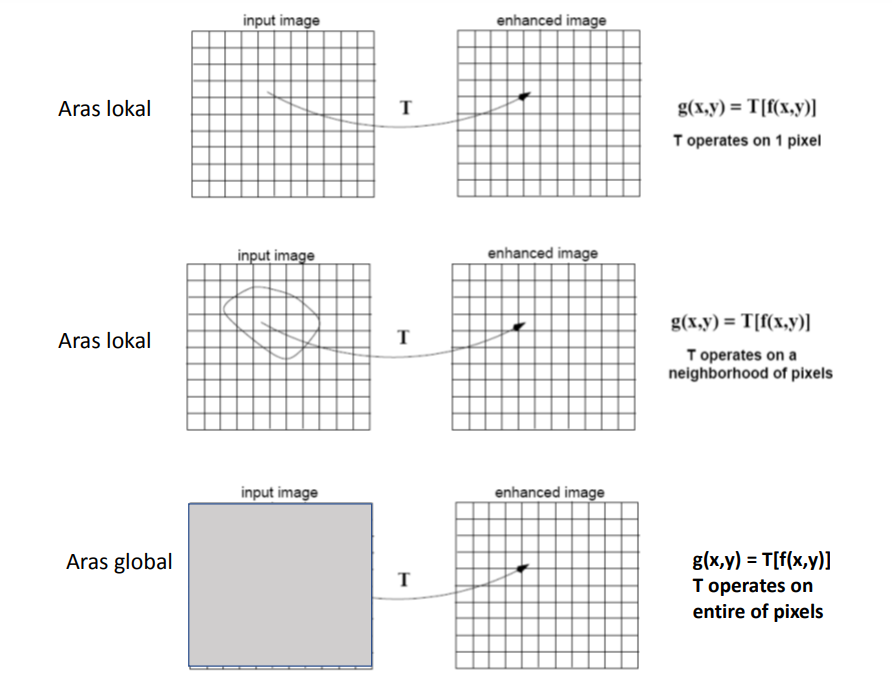 input image
enhanced image
Aras lokal
T
g(x,y) = T[f(x,y)]
T operates on 1 pixel
input image
enhanced image
Aras lokal
T
g(x,y) = T[f(x,y)]
T operates on a
neighborhood of pixels
input image
enhanced image
Aras global
T
g(x,y) = T[f(x,y)]
T operates on
entire of pixels